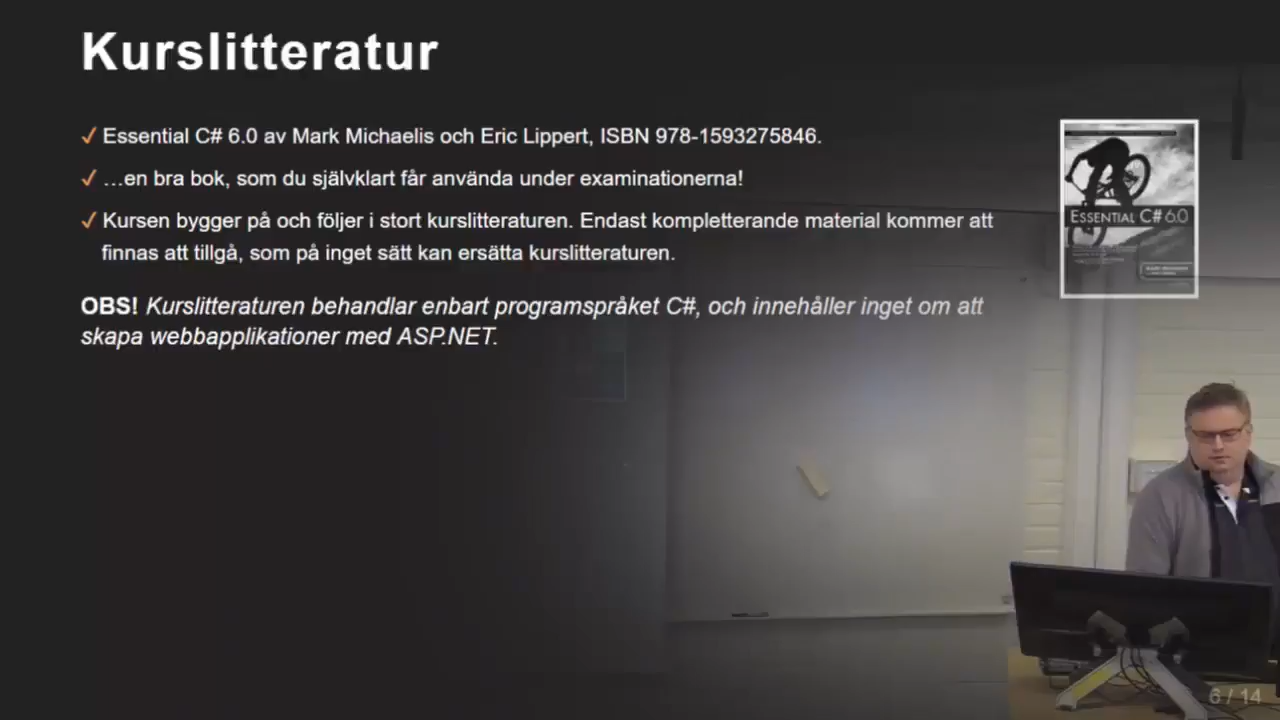 Kurslitteratur
✓ Essential C# 6.0 av Mark Michaelis och Eric Lippert, ISBN 978-1593275846.
✓ …en bra bok, som du självklart får använda under examinationerna!
✓ Kursen bygger på och följer i stort kurslitteraturen. Endast kompletterande material kommer att
finnas att tillgå, som på inget sätt kan ersätta kurslitteraturen.
ESSENTIAL C# 6.0
OBS! Kurslitteraturen behandlar enbart programspråket C#, och innehåller inget om att
skapa webbapplikationer med ASP.NET.
6 / 14